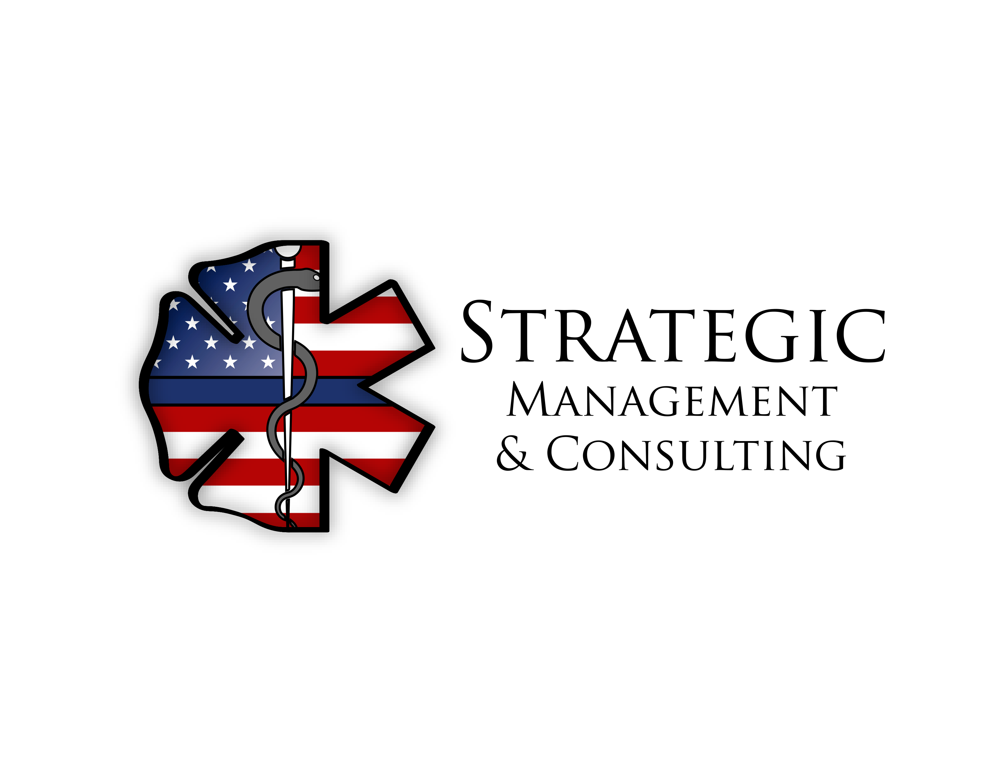 Strategic
Management
& Consulting